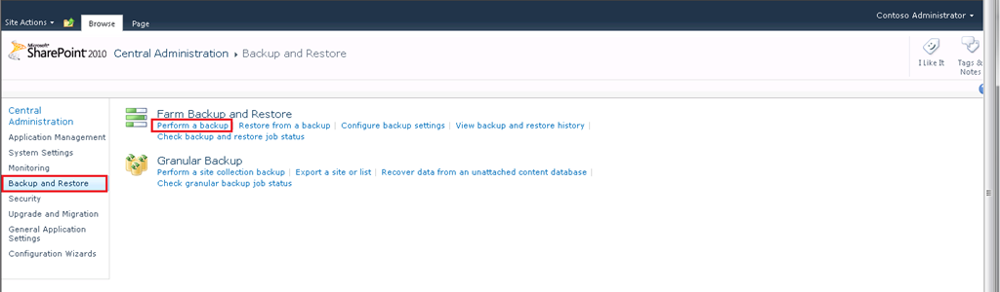 Site Actions Browse Page Contoso Administrator
Microsoft
SharePoint 2010 Central Administration Backup and Restore
I Like It Tags & Notes
Central Administration
Application Management
System Settings
Monitoring
Backup and Restore
Security
Upgrade and Migration
General Application Settings
Configuration Wizards
Farm Backup and Restore
Perform a backup | Restore from a backup | Configure backup settings | View backup and restore history |
Check backup and restore job status
Granular Backup
Perform a site collection backup | Export a site or list | Recover data from an unattached content database |
Check granular backup job status